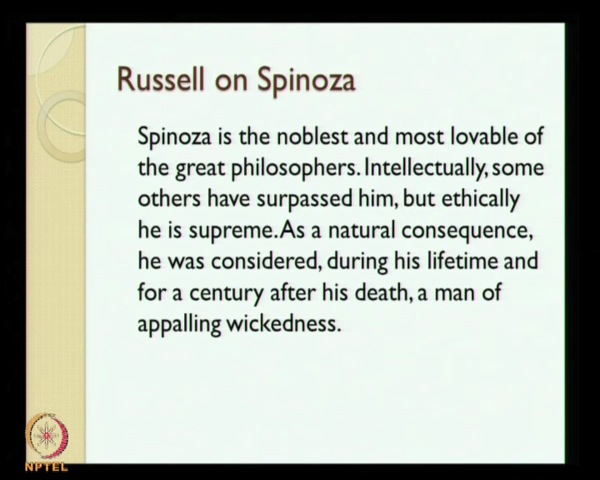 Russell on Spinoza
Spinoza is the noblest and most lovable of
the great philosophers. Intellectually, some
others have surpassed him, but ethically
he is supreme. As a natural consequence,
he was considered, during his lifetime and
for a century after his death, a man of
appalling wickedness.
NPTEL